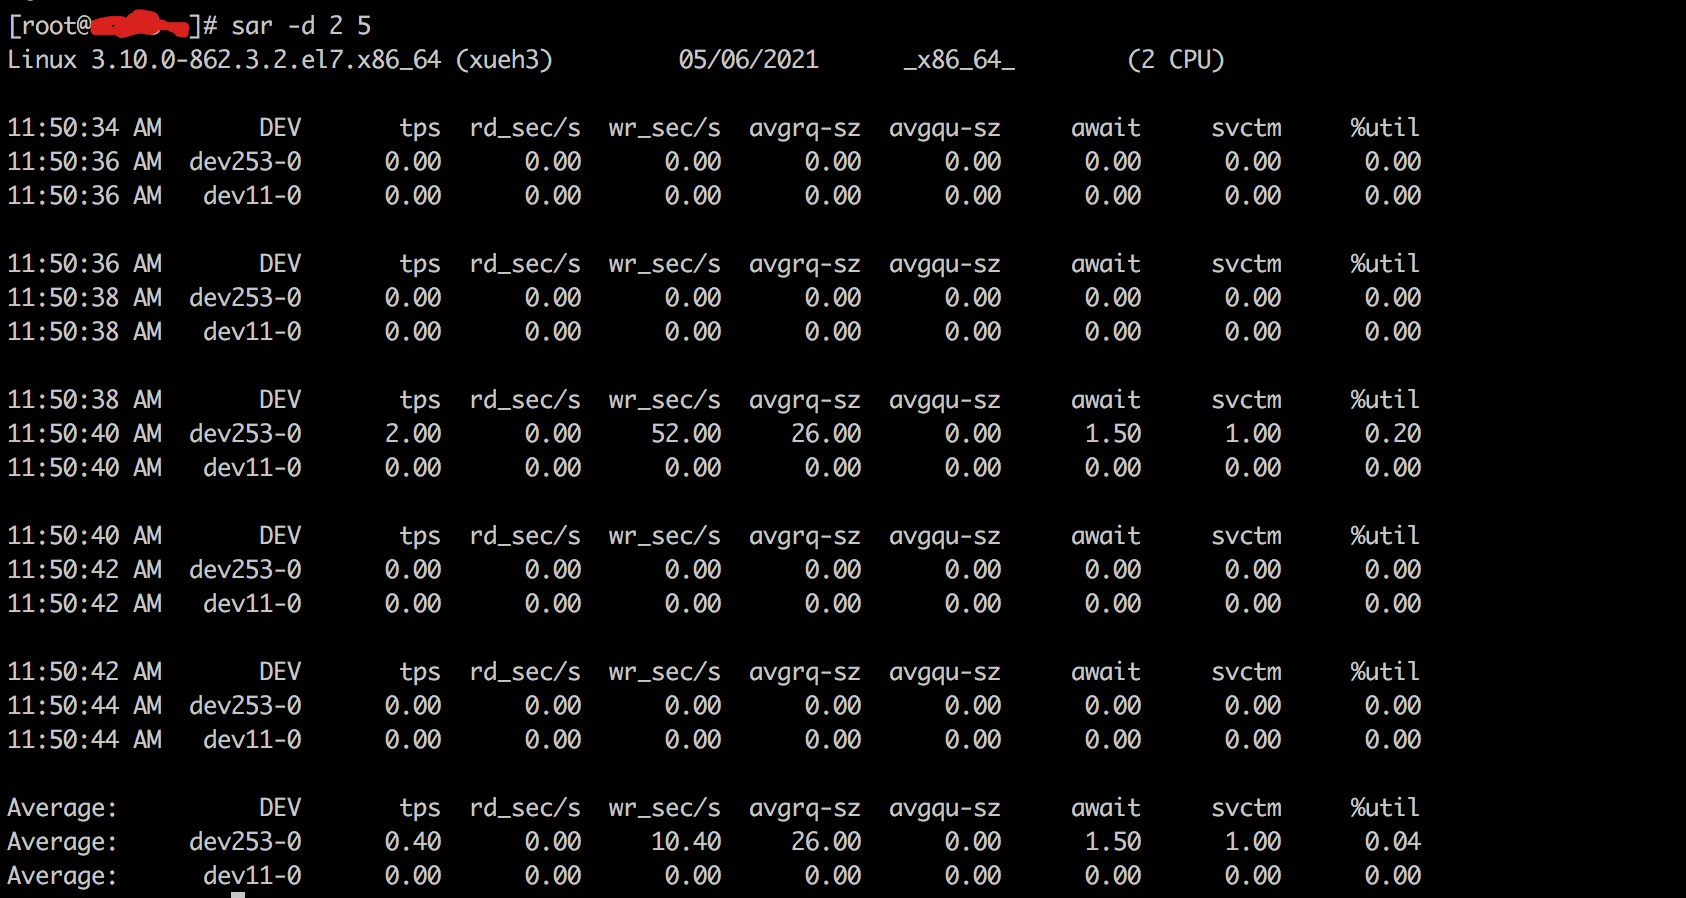 [root@ ]# sar -d 2 5
Linux 3.10.0-862.3.2.el7.x86_64 (xueh3) 05/06/2021 _x86_64_ (2 CPU)
11:50:34 AM DEV tps rd_sec/s wr_sec/s avgrq-sz avgqu-sz await svctm %util
11:50:36 AM dev253-0 0.00 0.00 0.00 0.00 0.00 0.00 0.00 0.00
11:50:36 AM dev11-0 0.00 0.00 0.00 0.00 0.00 0.00 0.00 0.00
11:50:36 AM DEV tps rd_sec/s wr_sec/s avgrq-sz avgqu-sz await svctm %util
11:50:38 AM dev253-0 0.00 0.00 0.00 0.00 0.00 0.00 0.00 0.00
11:50:38 AM dev11-0 0.00 0.00 0.00 0.00 0.00 0.00 0.00 0.00
11:50:38 AM DEV tps rd_sec/s wr_sec/s avgrq-sz avgqu-sz await svctm %util
11:50:40 AM dev253-0 2.00 0.00 52.00 26.00 0.00 1.50 1.00 0.20
11:50:40 AM dev11-0 0.00 0.00 0.00 0.00 0.00 0.00 0.00 0.00
11:50:40 AM DEV tps rd_sec/s wr_sec/s avgrq-sz avgqu-sz await svctm %util
11:50:42 AM dev253-0 0.00 0.00 0.00 0.00 0.00 0.00 0.00 0.00
11:50:42 AM dev11-0 0.00 0.00 0.00 0.00 0.00 0.00 0.00 0.00
11:50:42 AM DEV tps rd_sec/s wr_sec/s avgrq-sz avgqu-sz await svctm %util
11:50:44 AM dev253-0 0.00 0.00 0.00 0.00 0.00 0.00 0.00 0.00
11:50:44 AM dev11-0 0.00 0.00 0.00 0.00 0.00 0.00 0.00 0.00
Average: DEV tps rd_sec/s wr_sec/s avgrq-sz avgqu-sz await svctm %util
Average: dev253-0 0.40 0.00 10.40 26.00 0.00 1.50 1.00 0.04
Average: dev11-0 0.00 0.00 0.00 0.00 0.00 0.00 0.00 0.00